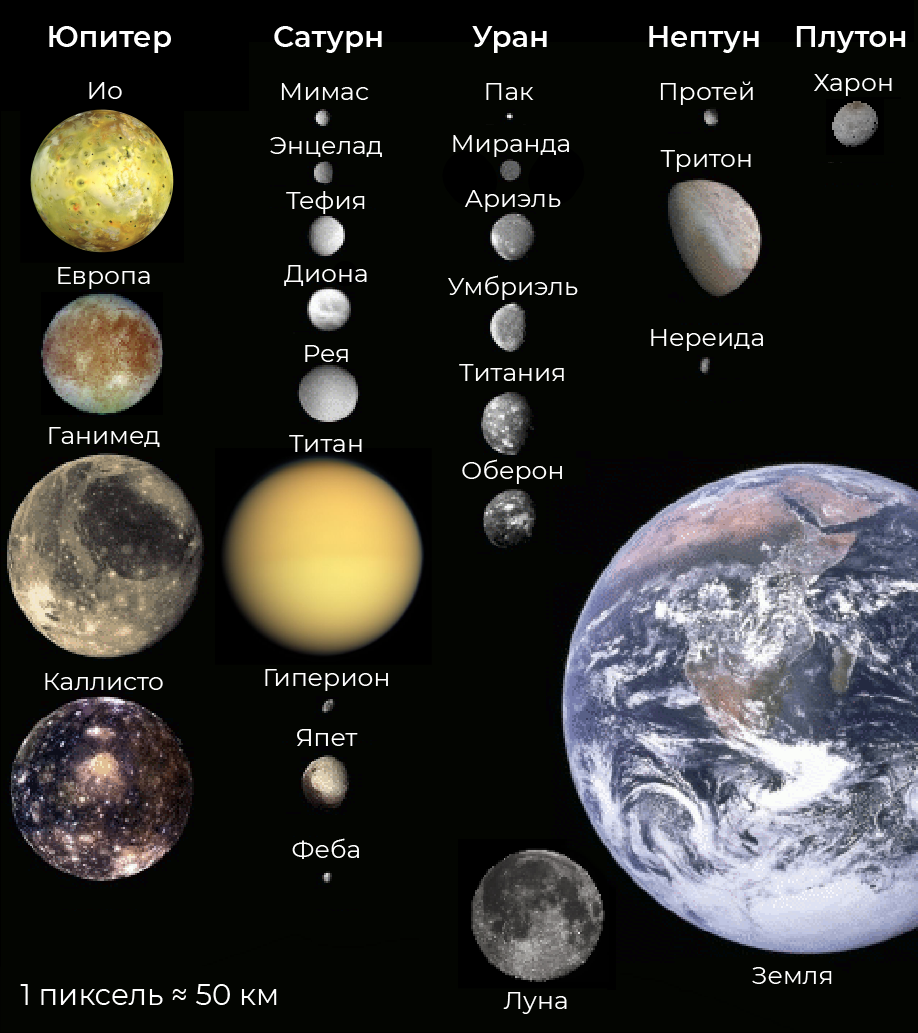 Юпитер
Ио
Европа
Ганимед
Каллисто
Сатурн
Мимас
Энцелад
Тефия
Диона
Рея
Титан
Гиперион
Япет
Феба
Уран
Пак
Миранда
Ариэль
Умбриэль
Титания
Оберон
Нептун
Протей
Тритон
Нереида
Плутон
Харон
Земля
Луна
1 пиксель ≈ 50 км